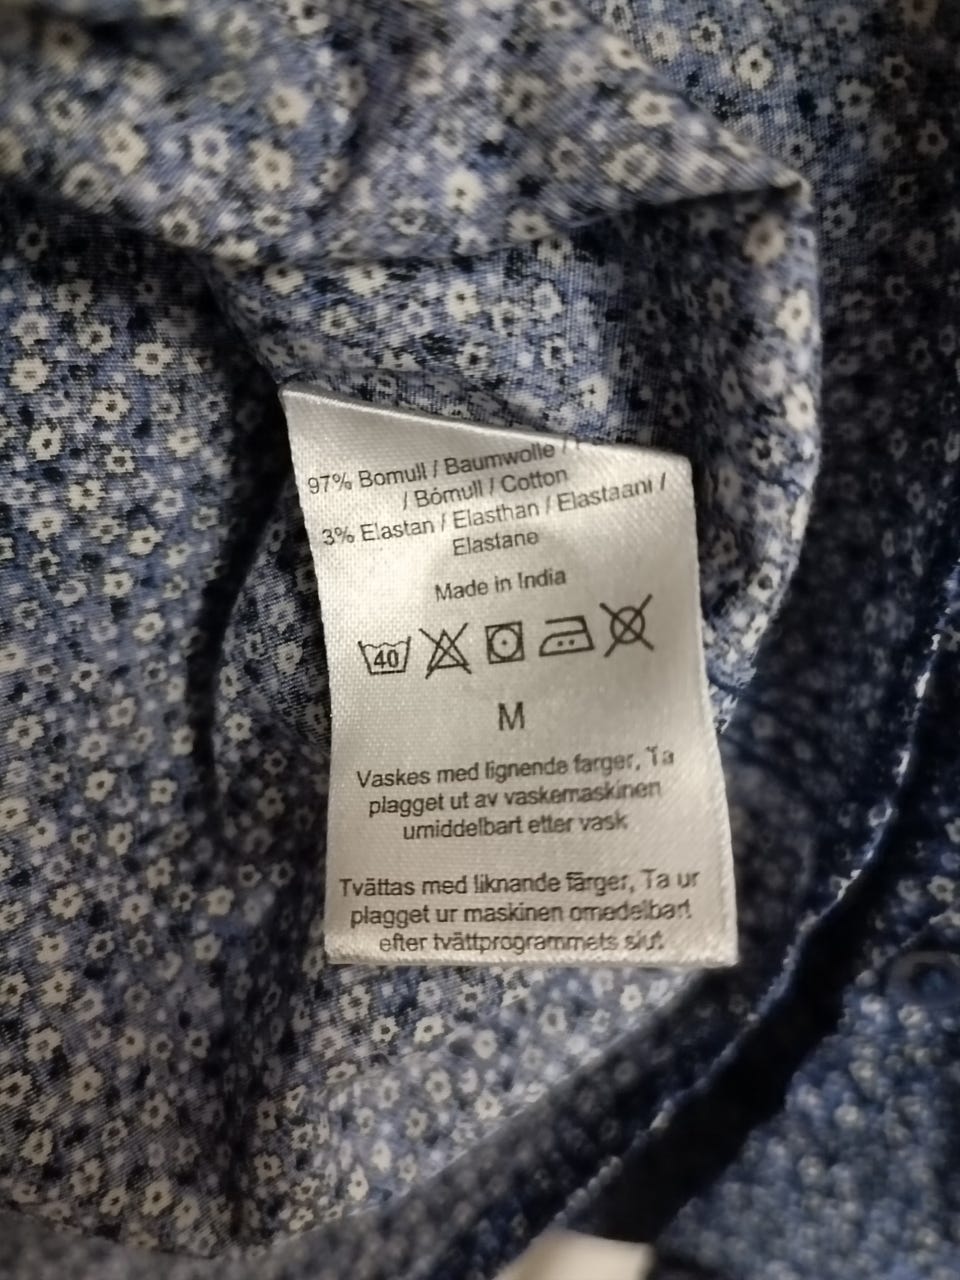 97% Bomull / Baumwolle /
/ Bómull / Cotton
3% Elastan / Elasthan / Elastaani /
Elastane
Made in India
40
M
Vaskes med lignende farger, Ta
plagget ut av vaskemaskinen
umiddelbart etter vask
Tvättas med liknande färger, Ta ur
plagget ur maskinen omedelbart
efter tvättprogrammets slut.